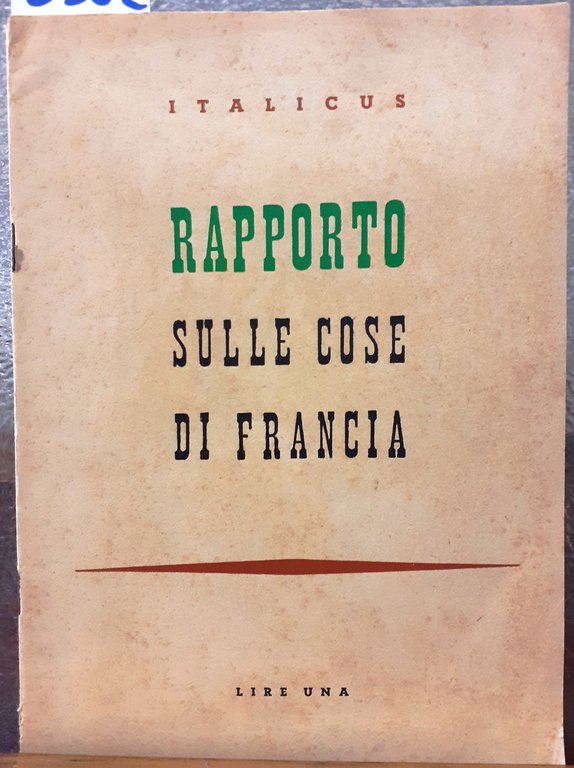 ITALICUS
RAPPORTO
SULLE COSE
DI FRANCIA
LIRE UNA